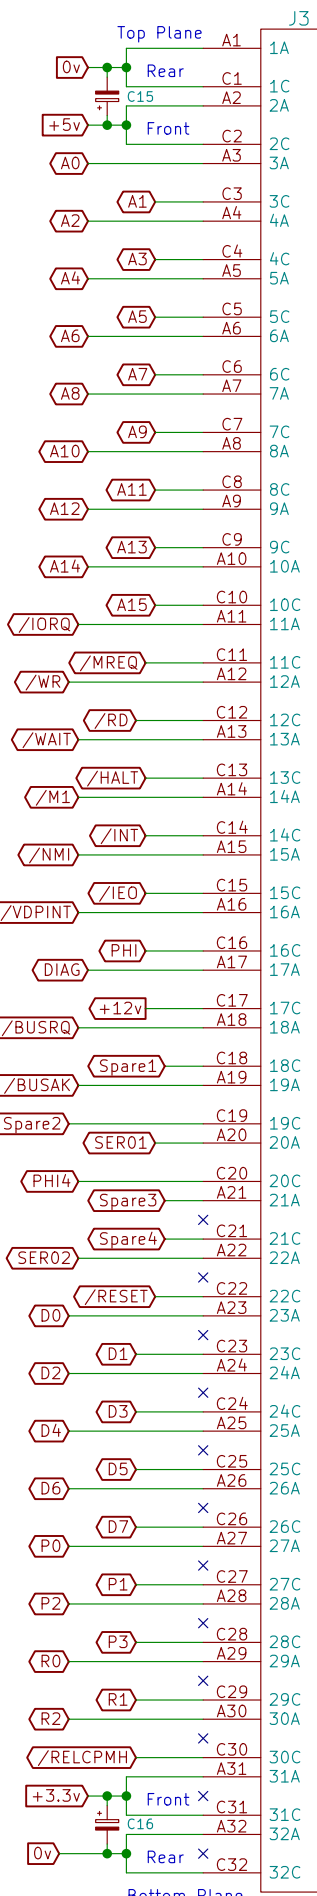 J3
Top Plane A1 1A
0v Rear
C15 C1 1C
+ A2 2A
+5v Front
C2 2C
A0 A3 3A
A1 C3 3C
A2 A4 4A
A3 C4 4C
A4 A5 5A
A5 C5 5C
A6 A6 6A
A7 C6 6C
A8 A7 7A
A9 C7 7C
A10 A8 8A
A11 C8 8C
A12 A9 9A
A13 C9 9C
A14 A10 10A
A15 C10 10C
/IORQ A11 11A
/MREQ C11 11C
/WR A12 12A
/RD C12 12C
/WAIT A13 13A
/HALT C13 13C
/M1 A14 14A
/INT C14 14C
/NMI A15 15A
/IEO C15 15C
/VDPINT A16 16A
PHI C16 16C
DIAG A17 17A
+12v C17 17C
/BUSRQ A18 18A
Spare1 C18 18C
/BUSAK A19 19A
Spare2 C19 19C
SER01 A20 20A
PHI4 C20 20C
Spare3 A21 21A
Spare4 C21 21C
SER02 A22 22A
/RESET C22 22C
D0 A23 23A
D1 C23 23C
D2 A24 24A
D3 C24 24C
D4 A25 25A
D5 C25 25C
D6 A26 26A
D7 C26 26C
P0 A27 27A
P1 C27 27C
P2 A28 28A
P3 C28 28C
R0 A29 29A
R1 C29 29C
R2 A30 30A
/RELCPMH C30 30C
A31 31A
+3.3v Front
+ C31 31C
C16 A32 32A
0v Rear
C32 32C
Bottom Plane